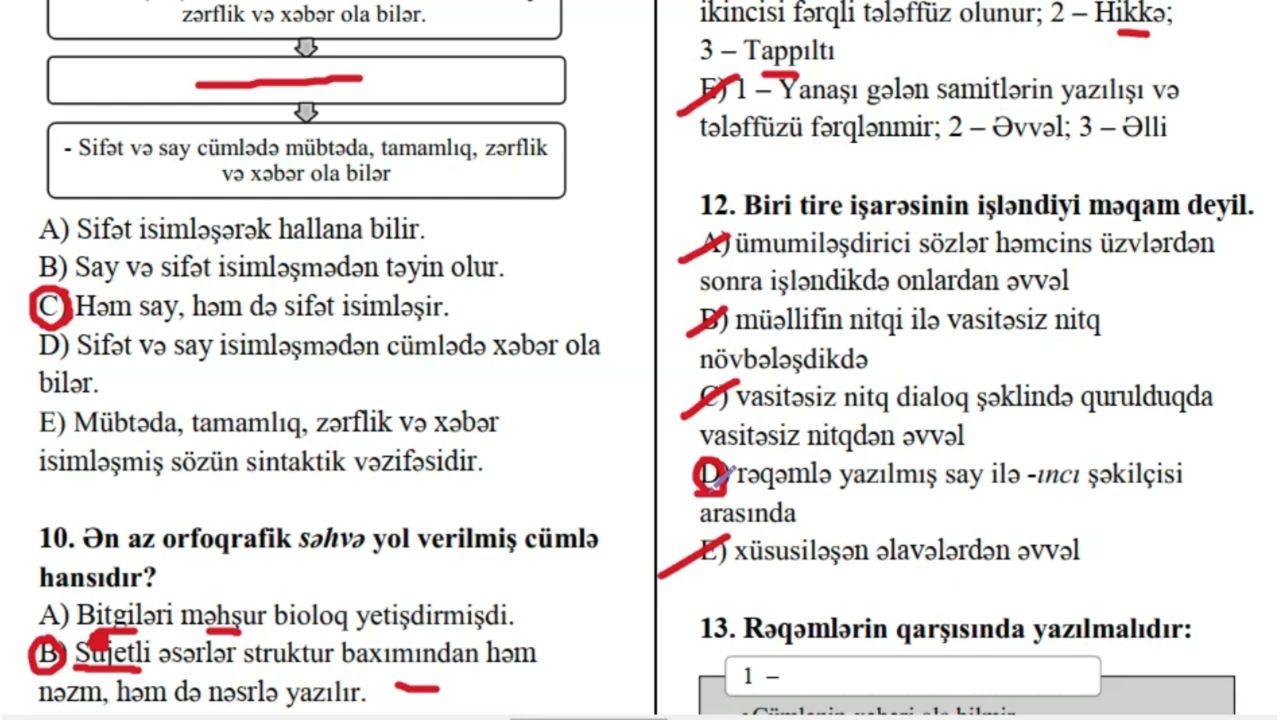 zərflik və xəbər ola bilər.
- Sifət və say cümlədə mübtəda, tamamlıq, zərflik
və xəbər ola bilər
A) Sifət isimləşərək hallana bilir.
B) Say və sifət isimləşmədən təyin olur.
C) Həm say, həm də sifət isimləşir.
D) Sifət və say isimləşmədən cümlədə xəbər ola
bilər.
E) Mübtəda, tamamlıq, zərflik və xəbər
isimləşmiş sözün sintaktik vəzifəsidir.
10. Ən az orfoqrafik səhvə yol verilmiş cümlə
hansıdır?
A) Bitgiləri məhşur bioloq yetişdirmişdi.
B) Sujetli əsərlər struktur baxımından həm
nəzm, həm də nəsrlə yazılır.
ikincisi fərqli tələffüz olunur; 2 – Hikkə;
3 – Tappıltı
E) 1 – Yanaşı gələn samitlərin yazılışı və
tələffüzü fərqlənmir; 2 – Əvvəl; 3 – Əlli
12. Biri tire işarəsinin işləndiyi məqam deyil.
A) ümumiləşdirici sözlər həmcins üzvlərdən
sonra işləndikdə onlardan əvvəl
B) müəllifin nitqi ilə vasitəsiz nitq
növbələşdikdə
C) vasitəsiz nitq dialoq şəklində qurulduqda
vasitəsiz nitqdən əvvəl
D) rəqəmlə yazılmış say ilə -ıncı şəkilçisi
arasında
E) xüsusiləşən əlavələrdən əvvəl
13. Rəqəmlərin qarşısında yazılmalıdır:
1 –